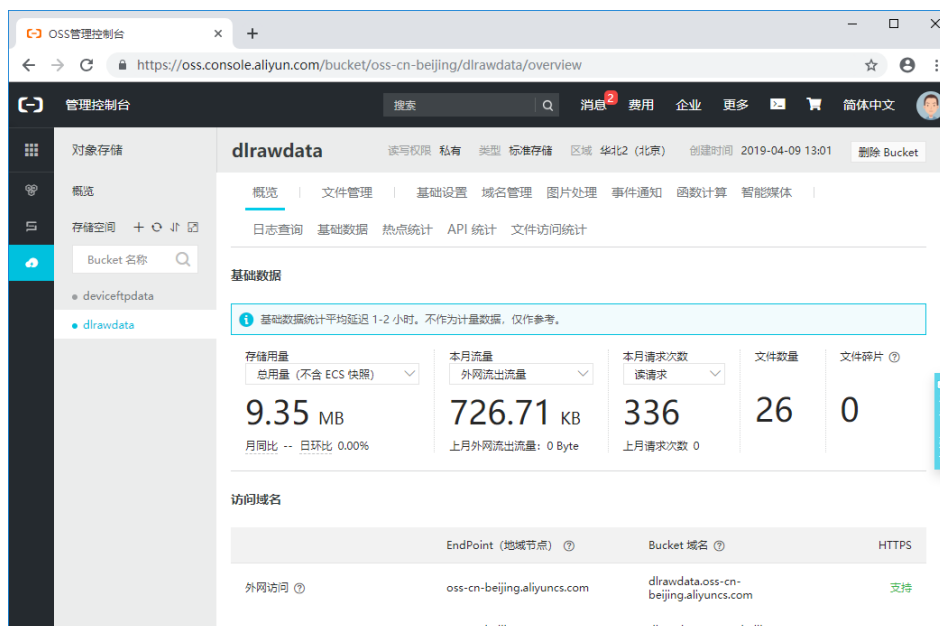 OSS管理控制台
https://oss.console.aliyun.com/bucket/oss-cn-beijing/dlrawdata/overview
管理控制台 搜索 消息 2 费用 企业 更多 简体中文
对象存储
概览
存储空间
Bucket 名称
deviceftpdata
dlrawdata
dlrawdata 读写权限 私有 类型 标准存储 区域 华北2（北京） 创建时间 2019-04-09 13:01 删除 Bucket
概览 文件管理 基础设置 域名管理 图片处理 事件通知 函数计算 智能媒体
日志查询 基础数据 热点统计 API 统计 文件访问统计
基础数据
基础数据统计平均延迟 1-2 小时。不作为计量数据，仅作参考。
存储用量 本月流量 本月请求次数 文件数量 文件碎片
总用量（不含 ECS 快照） 外网流出流量 读请求
9.35 MB 726.71 KB 336 26 0
月同比 -- 日环比 0.00% 上月外网流出流量：0 Byte 上月请求次数 0
访问域名
EndPoint（地域节点） Bucket 域名 HTTPS
外网访问 oss-cn-beijing.aliyuncs.com dlrawdata.oss-cn-
beijing.aliyuncs.com 支持